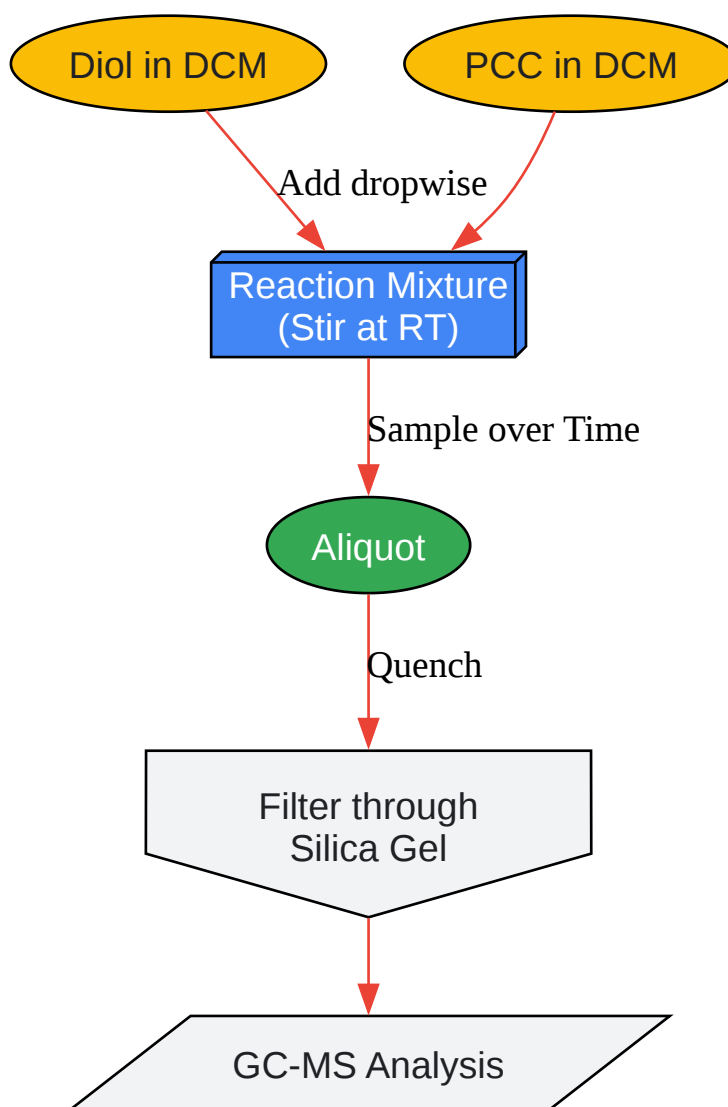 Diol in DCM
PCC in DCM
Add dropwise
Reaction Mixture
(Stir at RT)
Sample over Time
Aliquot
Quench
Filter through
Silica Gel
GC-MS Analysis